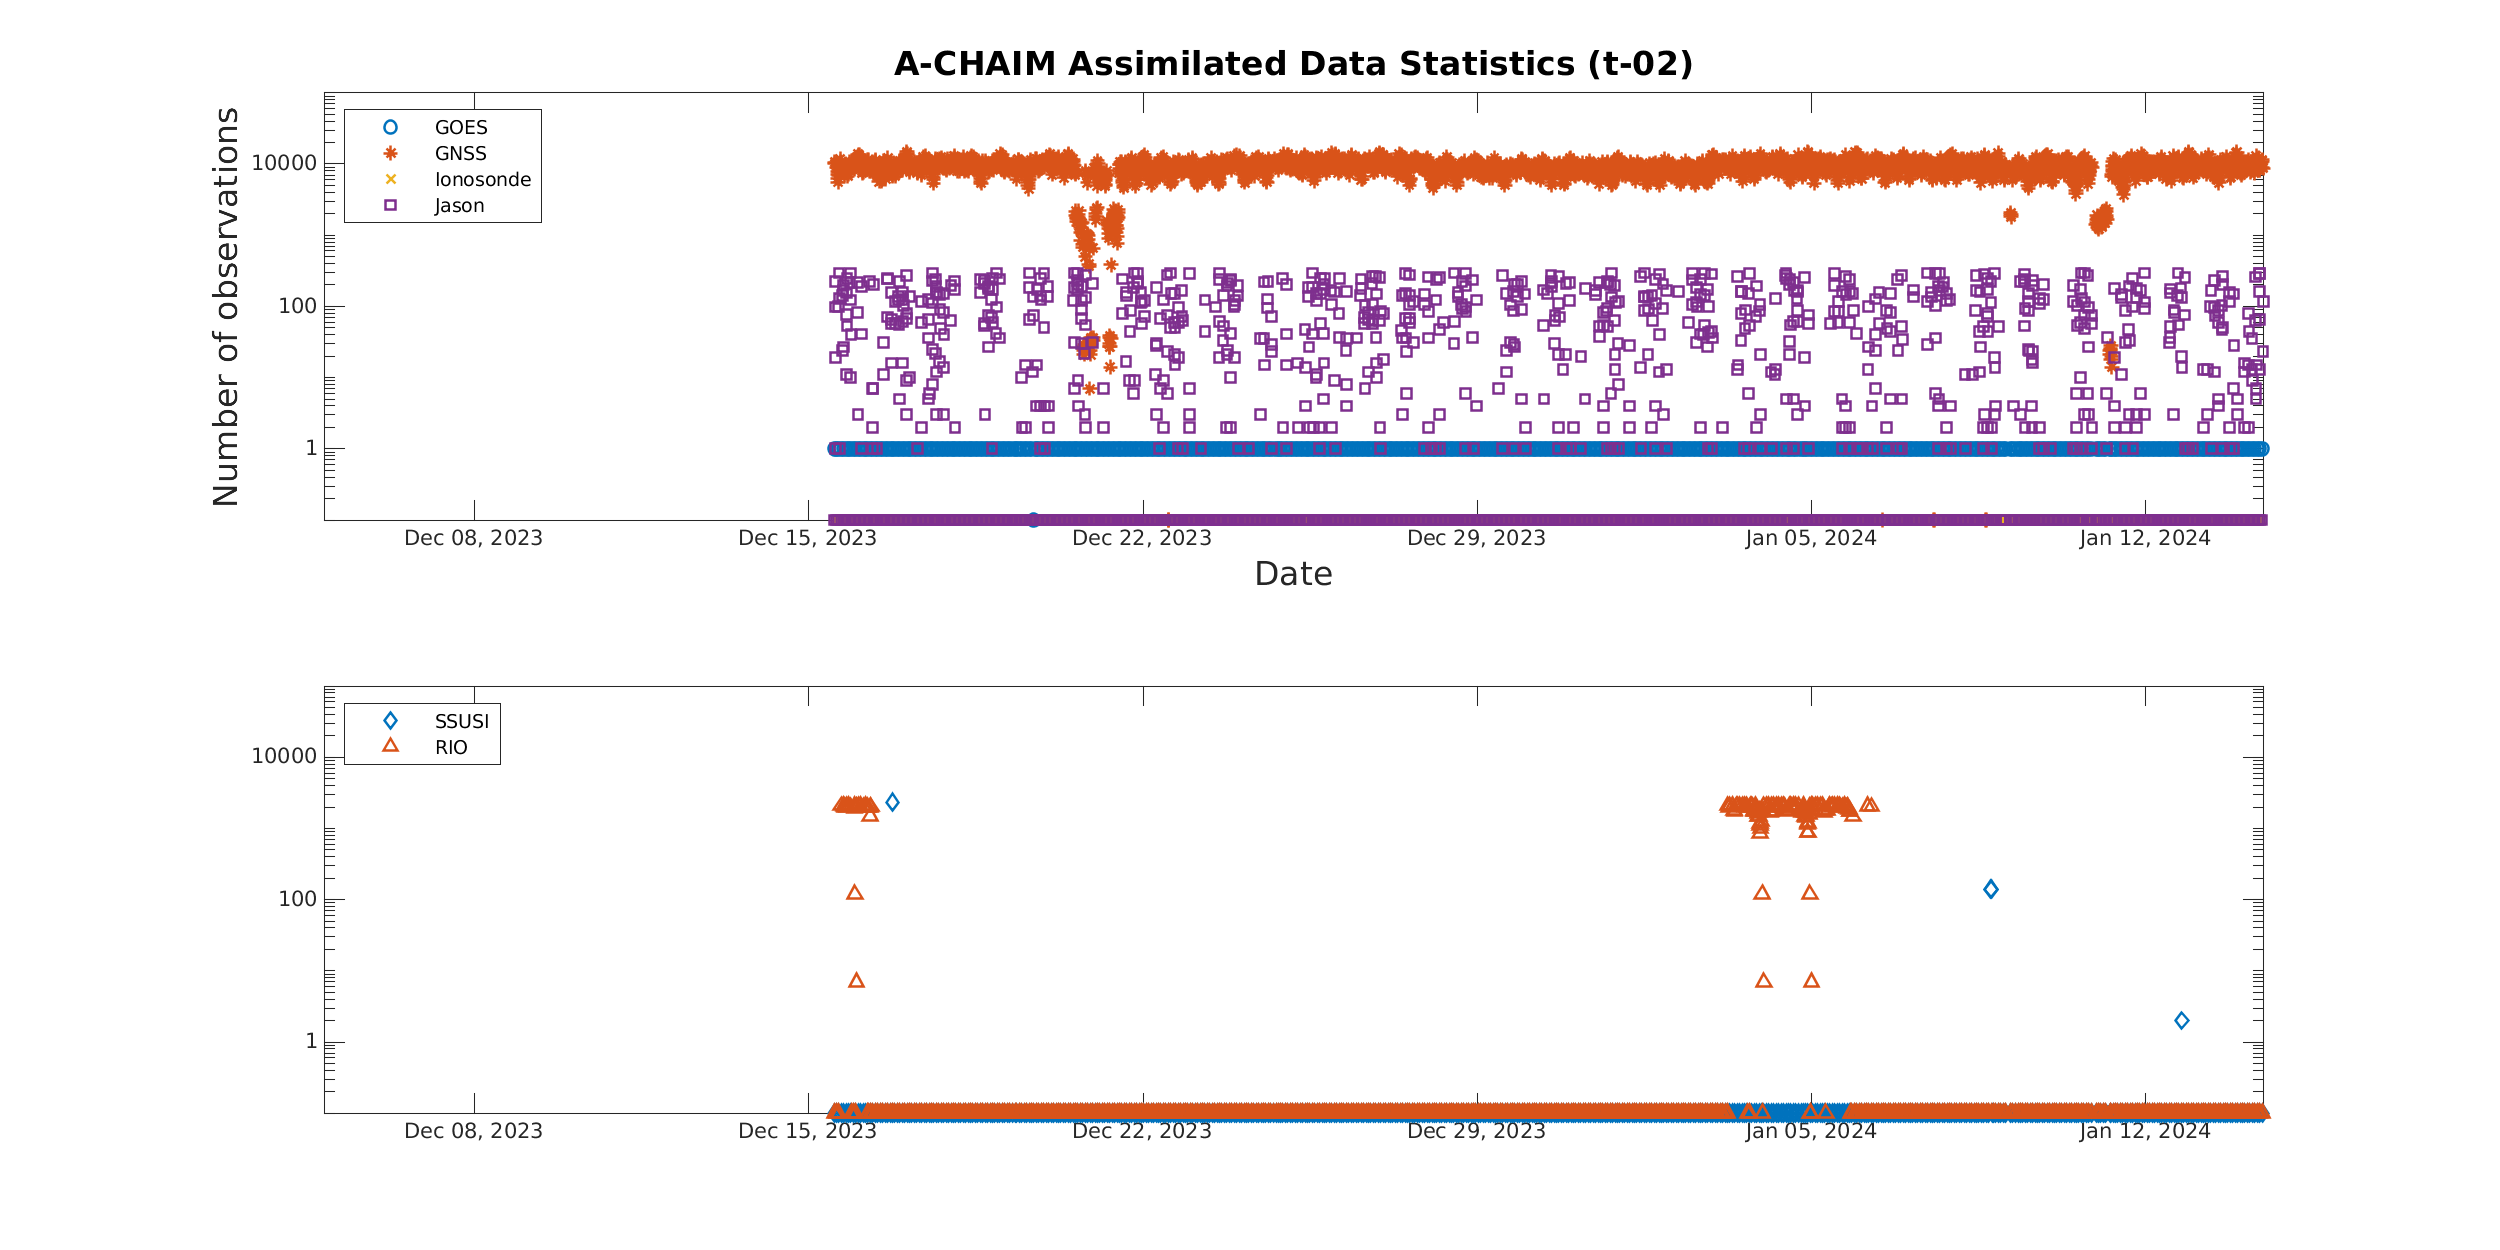 A-CHAIM Assimilated Data Statistics (t-02)
Number of observations
10000
100
1
GOES
GNSS
Ionosonde
Jason
Dec 08, 2023
Dec 15, 2023
Dec 22, 2023
Dec 29, 2023
Jan 05, 2024
Jan 12, 2024
Date
10000
100
1
SSUSI
RIO
Dec 08, 2023
Dec 15, 2023
Dec 22, 2023
Dec 29, 2023
Jan 05, 2024
Jan 12, 2024